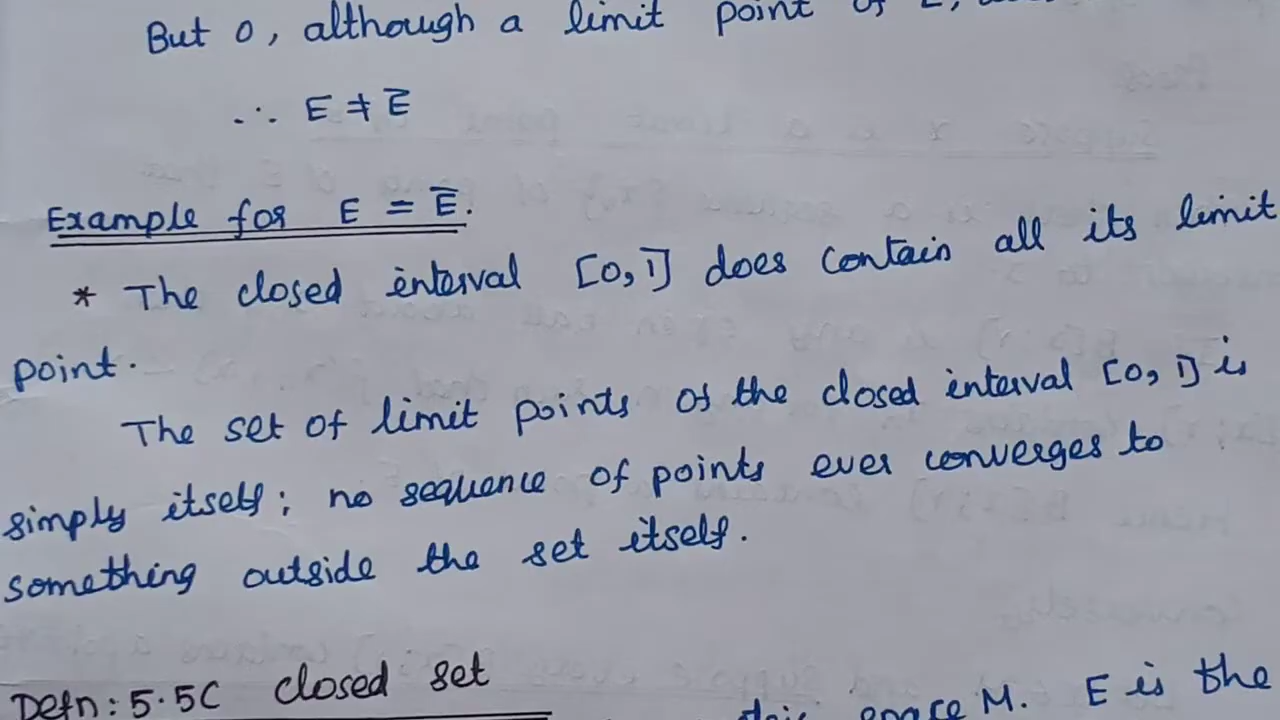 But 0, although a limit point of E,
∴ E ≠ Ē
Example for E = Ē.
* The closed interval [0, 1] does contain all its limit
point.
The set of limit points of the closed interval [0, 1] is
simply itself; no sequence of points ever converges to
something outside the set itself.
Defn: 5.5C closed set
space M. E is the